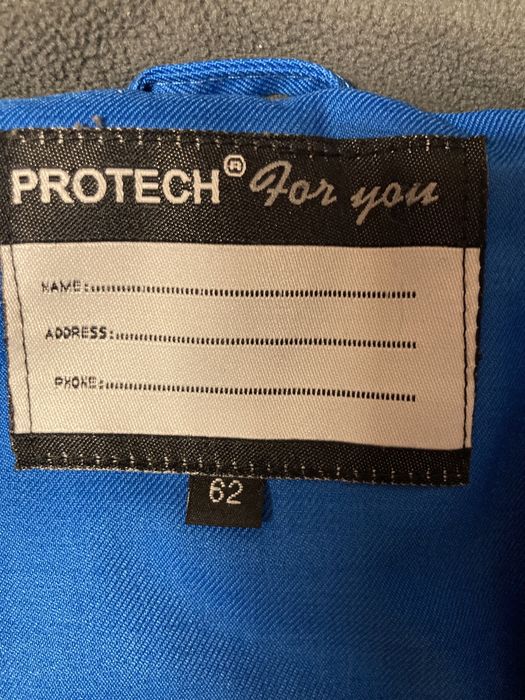 PROTECH® For you
NAME:
ADDRESS:
PHONE:
62